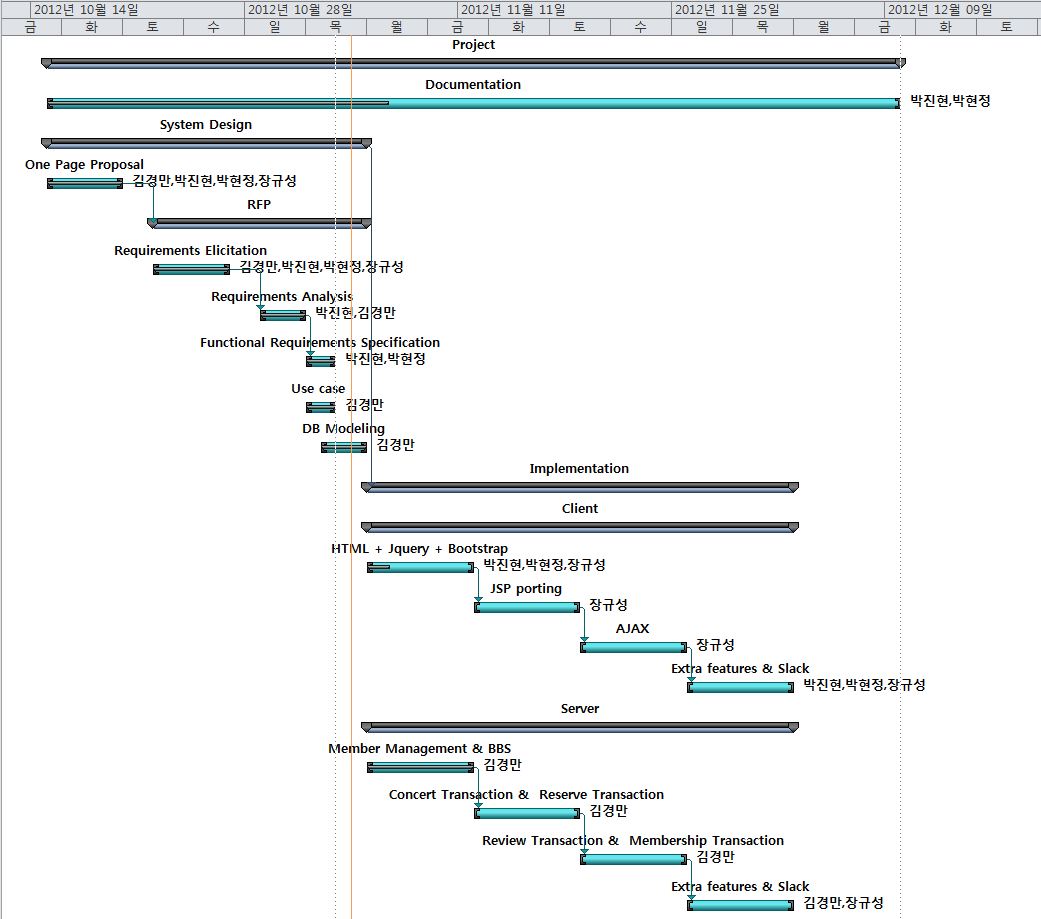 2012년 10월 14일 2012년 10월 28일 2012년 11월 11일 2012년 11월 25일 2012년 12월 09일
금 화 토 수 일 목 월 금 화 토 수 일 목 월 금 화 토
Project
Documentation
박진현,박현정
System Design
One Page Proposal
김경만,박진현,박현정,장규성
RFP
Requirements Elicitation
김경만,박진현,박현정,장규성
Requirements Analysis
박진현,김경만
Functional Requirements Specification
박진현,박현정
Use case
김경만
DB Modeling
김경만
Implementation
Client
HTML + Jquery + Bootstrap
박진현,박현정,장규성
JSP porting
장규성
AJAX
장규성
Extra features & Slack
박진현,박현정,장규성
Server
Member Management & BBS
김경만
Concert Transaction & Reserve Transaction
김경만
Review Transaction & Membership Transaction
김경만
Extra features & Slack
김경만,장규성